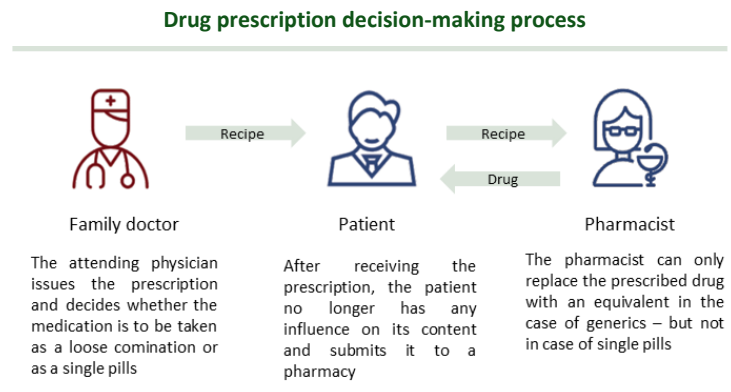 Drug prescription decision-making process
Recipe
Recipe
Drug
Family doctor
Patient
Pharmacist
The attending physician
issues the prescription
and decides whether the
medication is to be taken
as a loose comination or
as a single pills
After receiving the
prescription, the patient
no longer has any
influence on its content
and submits it to a
pharmacy
The pharmacist can only
replace the prescribed drug
with an equivalent in the
case of generics – but not
in case of single pills